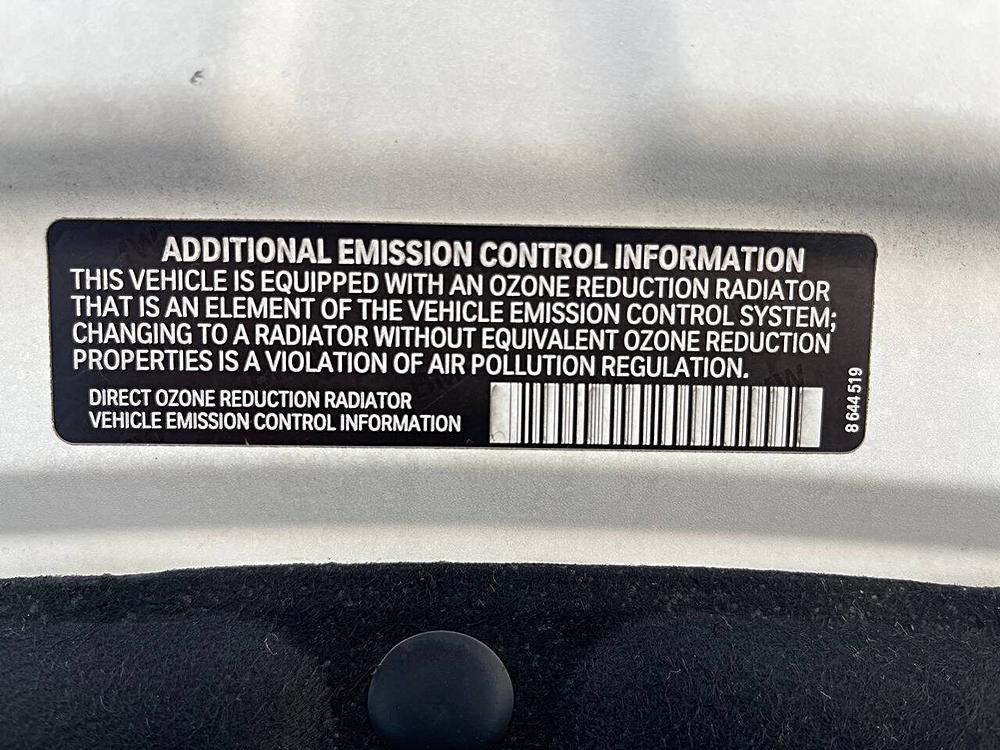 ADDITIONAL EMISSION CONTROL INFORMATION
THIS VEHICLE IS EQUIPPED WITH AN OZONE REDUCTION RADIATOR
THAT IS AN ELEMENT OF THE VEHICLE EMISSION CONTROL SYSTEM;
CHANGING TO A RADIATOR WITHOUT EQUIVALENT OZONE REDUCTION
PROPERTIES IS A VIOLATION OF AIR POLLUTION REGULATION.
DIRECT OZONE REDUCTION RADIATOR
VEHICLE EMISSION CONTROL INFORMATION
8 644 519